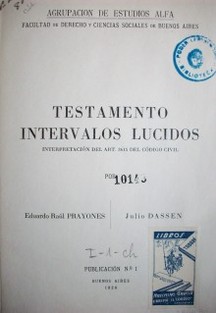 AGRUPACION DE ESTUDIOS ALFA
FACULTAD DE DERECHO Y CIENCIAS SOCIALES DE BUENOS AIRES
BIBLIOTECA
TESTAMENTO
INTERVALOS LUCIDOS
INTERPRETACIÓN DEL ART. 3615 DEL CÓDIGO CIVIL
POR
Eduardo Raúl PRAYONES
Julio DASSEN
I-1-ch
LIBROS
PUBLICACIÓN Nº 1
BUENOS AIRES